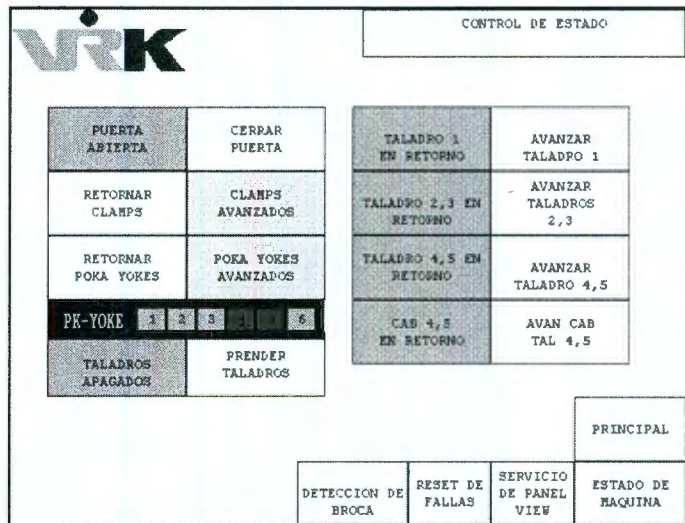 VRK
CONTROL DE ESTADO
PUERTA
ABIERTA
CERRAR
PUERTA
RETORNAR
CLAMPS
CLAMPS
AVANZADOS
RETORNAR
POKA YOKES
POKA YOKES
AVANZADOS
PK-YOKE 1 2 3 6
TALADROS
APAGADOS
PRENDER
TALADROS
TALADRO 1
EN RETORNO
AVANZAR
TALADRO 1
TALADRO 2,3 EN
RETORNO
AVANZAR
TALADROS
2,3
TALADRO 4,5 EN
RETORNO
AVANZAR
TALADRO 4,5
CAB 4,5
EN RETORNO
AVAN CAB
TAL 4,5
PRINCIPAL
DETECCION DE
BROCA
RESET DE
FALLAS
SERVICIO
DE PANEL
VIEW
ESTADO DE
MAQUINA